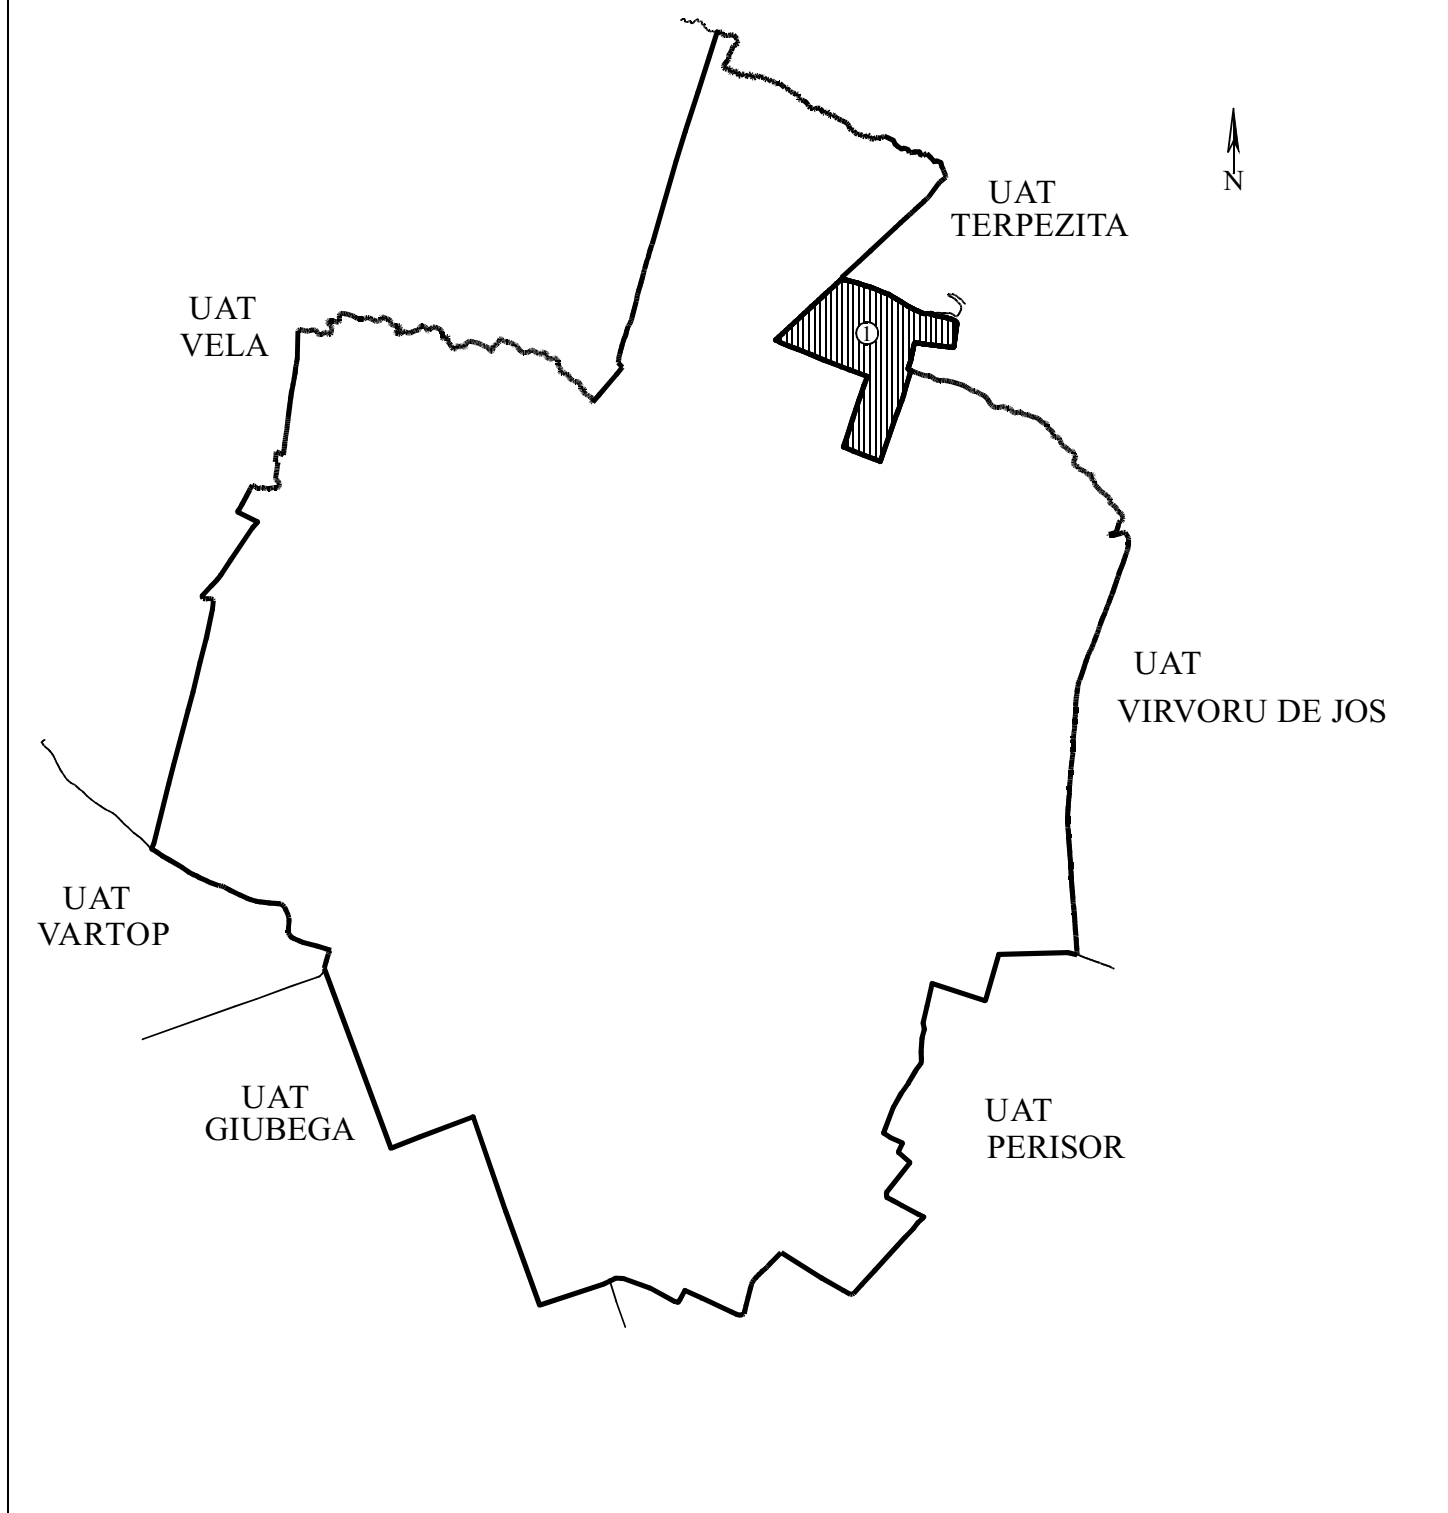 UAT
TERPEZITA
N
UAT
VELA
1
UAT
VIRVORU DE JOS
UAT
VARTOP
UAT
GIUBEGA
UAT
PERISOR